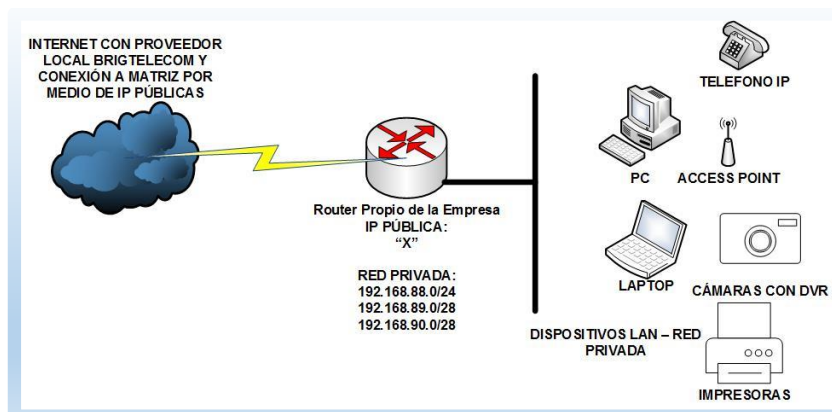 INTERNET CON PROVEEDOR
LOCAL BRIGTELECOM Y
CONEXIÓN A MATRIZ POR
MEDIO DE IP PÚBLICAS
Router Propio de la Empresa
IP PÚBLICA:
“X”
RED PRIVADA:
192.168.88.0/24
192.168.89.0/28
192.168.90.0/28
TELEFONO IP
PC
ACCESS POINT
LAPTOP
CÁMARAS CON DVR
DISPOSITIVOS LAN – RED
PRIVADA
IMPRESORAS